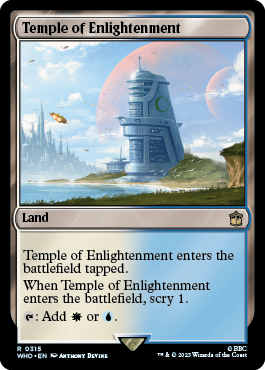 Temple of Enlightenment
Land
Temple of Enlightenment enters the
battlefield tapped.
When Temple of Enlightenment
enters the battlefield, scry 1.
: Add or .
R 0315
WHO • EN Anthony Devine
© BBC
™ & © 2023 Wizards of the Coast